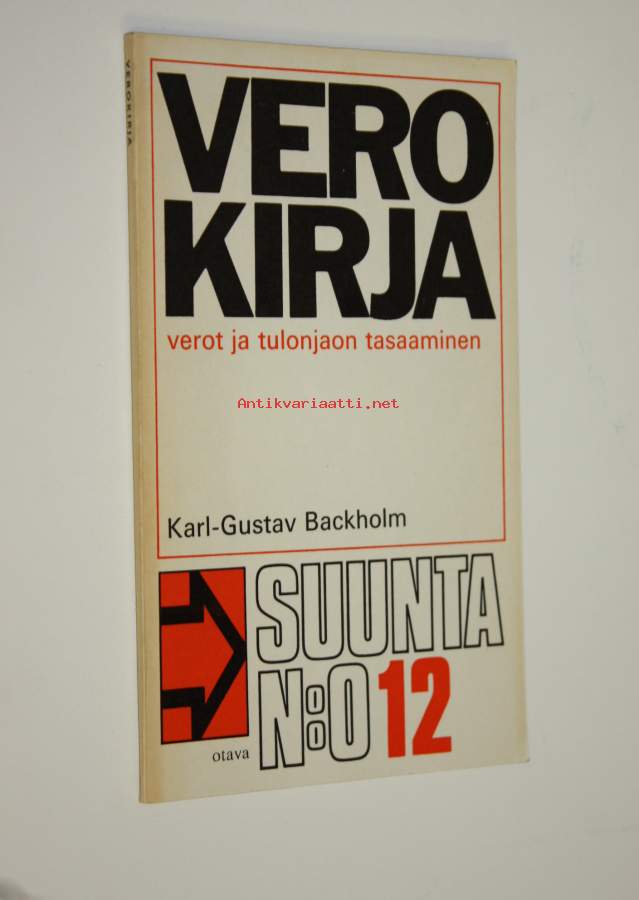 VEROKIRJA
VERO
KIRJA
verot ja tulonjaon tasaaminen
Antikvariaatti.net
Karl-Gustav Backholm
SUUNTA
N:O 12
otava